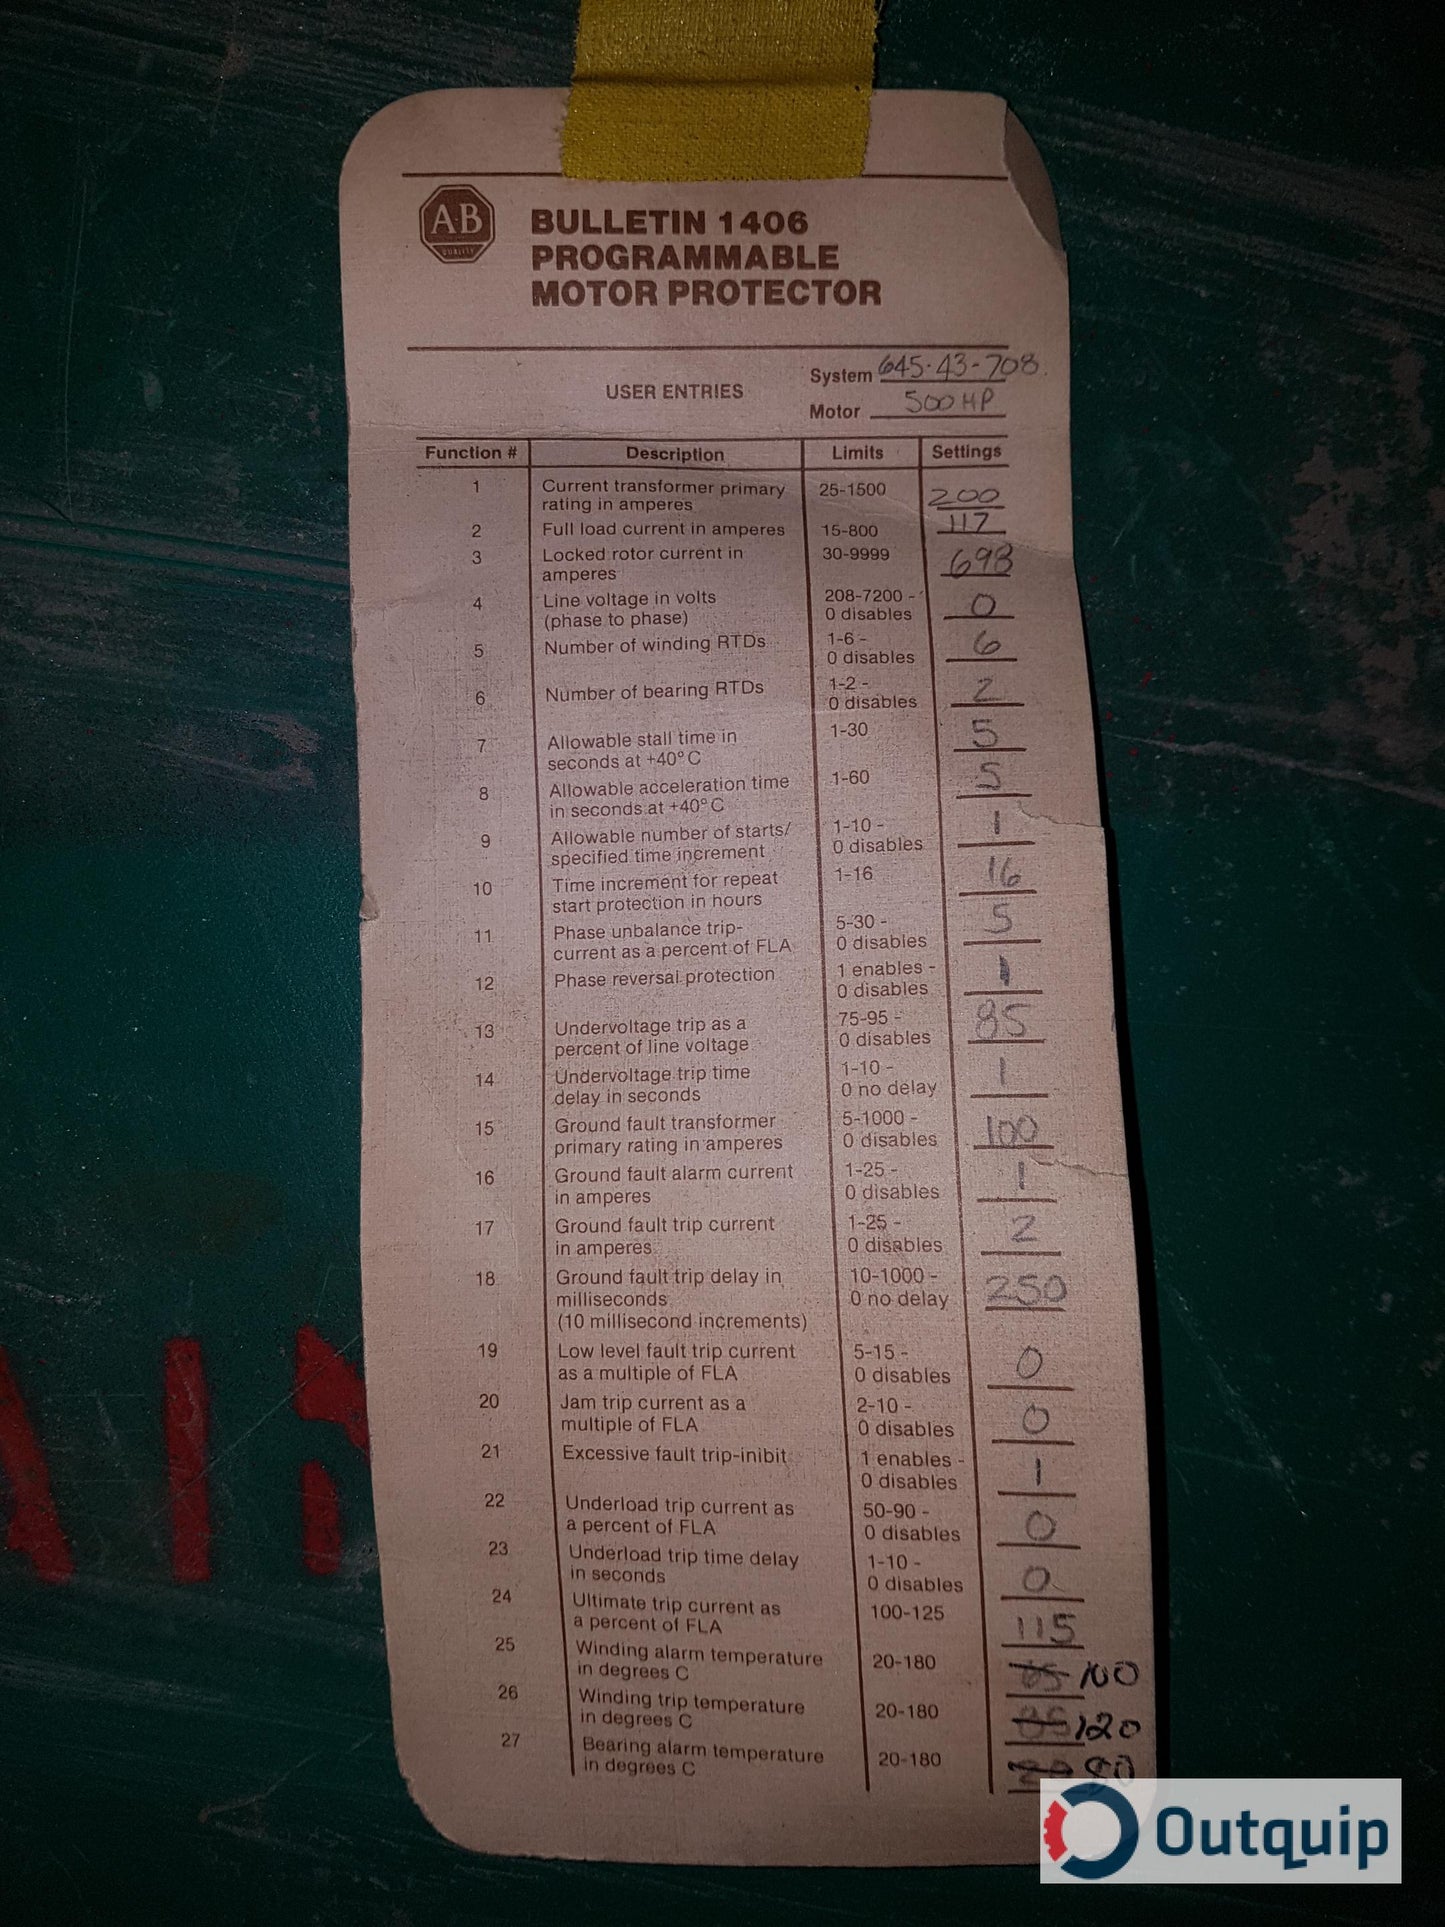 A-B
QUALITY
BULLETIN 1406
PROGRAMMABLE
MOTOR PROTECTOR
USER ENTRIES
System 645-43-708
Motor 500 HP
Function # Description Limits Settings
1 Current transformer primary 25-1500 200
rating in amperes
2 Full load current in amperes 15-800 117
3 Locked rotor current in 30-9999 698
amperes
4 Line voltage in volts 208-7200 - 0
(phase to phase) 0 disables
5 Number of winding RTDs 1-6 - 6
0 disables
6 Number of bearing RTDs 1-2 - 2
0 disables
7 Allowable stall time in 1-30 5
seconds at +40°C
8 Allowable acceleration time 1-60 5
in seconds at +40°C
9 Allowable number of starts/ 1-10 - 1
specified time increment 0 disables
10 Time increment for repeat 1-16 16
start protection in hours
11 Phase unbalance trip- 5-30 - 5
current as a percent of FLA 0 disables
12 Phase reversal protection 1 enables - 1
0 disables
13 Undervoltage trip as a 75-95 - 85
percent of line voltage 0 disables
14 Undervoltage trip time 1-10 - 1
delay in seconds 0 no delay
15 Ground fault transformer 5-1000 - 100
primary rating in amperes 0 disables
16 Ground fault alarm current 1-25 - 1
in amperes 0 disables
17 Ground fault trip current 1-25 - 2
in amperes 0 disables
18 Ground fault trip delay in 10-1000 - 250
milliseconds 0 no delay
(10 millisecond increments)
19 Low level fault trip current 5-15 - 0
as a multiple of FLA 0 disables
20 Jam trip current as a 2-10 - 0
multiple of FLA 0 disables
21 Excessive fault trip-inibit 1 enables - 1
0 disables
22 Underload trip current as 50-90 - 0
a percent of FLA 0 disables
23 Underload trip time delay 1-10 - 0
in seconds 0 disables
24 Ultimate trip current as 100-125 115
a percent of FLA
25 Winding alarm temperature 20-180 100
in degrees C
26 Winding trip temperature 20-180 120
in degrees C
27 Bearing alarm temperature 20-180 80
in degrees C
Outquip